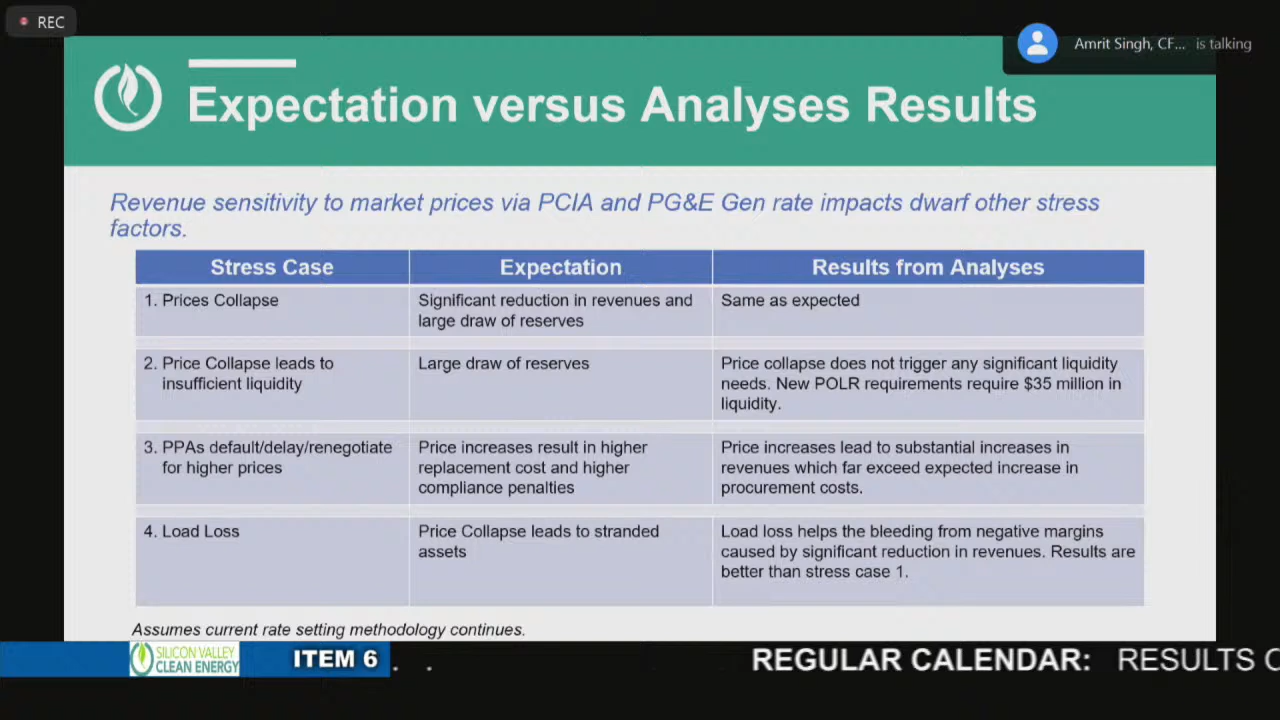 REC
Amrit Singh, CF... is talking
Expectation versus Analyses Results
Revenue sensitivity to market prices via PCIA and PG&E Gen rate impacts dwarf other stress
factors.
Stress Case
Expectation
Results from Analyses
1. Prices Collapse
Significant reduction in revenues and
large draw of reserves
Same as expected
2. Price Collapse leads to
insufficient liquidity
Large draw of reserves
Price collapse does not trigger any significant liquidity
needs. New POLR requirements require $35 million in
liquidity.
3. PPAs default/delay/renegotiate
for higher prices
Price increases result in higher
replacement cost and higher
compliance penalties
Price increases lead to substantial increases in
revenues which far exceed expected increase in
procurement costs.
4. Load Loss
Price Collapse leads to stranded
assets
Load loss helps the bleeding from negative margins
caused by significant reduction in revenues. Results are
better than stress case 1.
Assumes current rate setting methodology continues.
SILICON VALLEY
CLEAN ENERGY
ITEM 6 . .
REGULAR CALENDAR: RESULTS